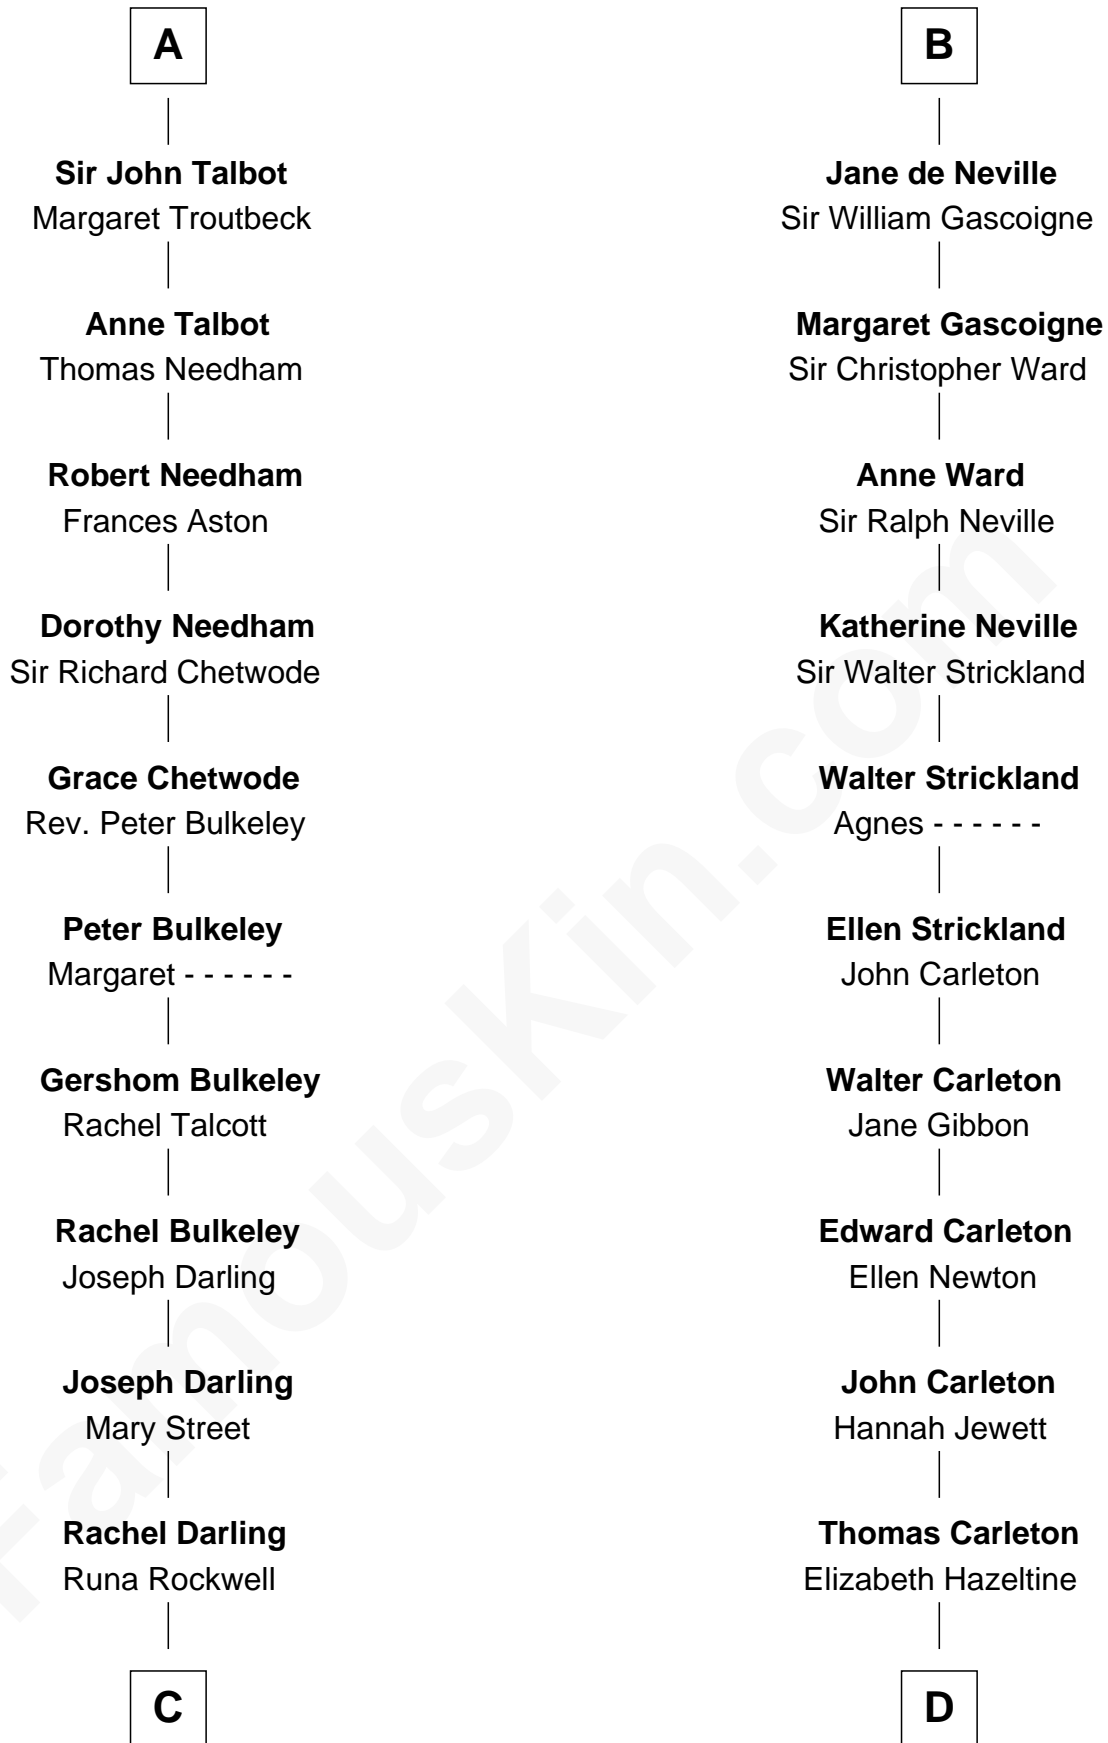 A
Sir John Talbot
Margaret Troutbeck
Anne Talbot
Thomas Needham
Robert Needham
Frances Aston
Dorothy Needham
Sir Richard Chetwode
Grace Chetwode
Rev. Peter Bulkeley
Peter Bulkeley
Margaret - - - - - -
Gershom Bulkeley
Rachel Talcott
Rachel Bulkeley
Joseph Darling
Joseph Darling
Mary Street
Rachel Darling
Runa Rockwell
C
B
Jane de Neville
Sir William Gascoigne
Margaret Gascoigne
Sir Christopher Ward
Anne Ward
Sir Ralph Neville
Katherine Neville
Sir Walter Strickland
Walter Strickland
Agnes - - - - - -
Ellen Strickland
John Carleton
Walter Carleton
Jane Gibbon
Edward Carleton
Ellen Newton
John Carleton
Hannah Jewett
Thomas Carleton
Elizabeth Hazeltine
D
FamousKin.com